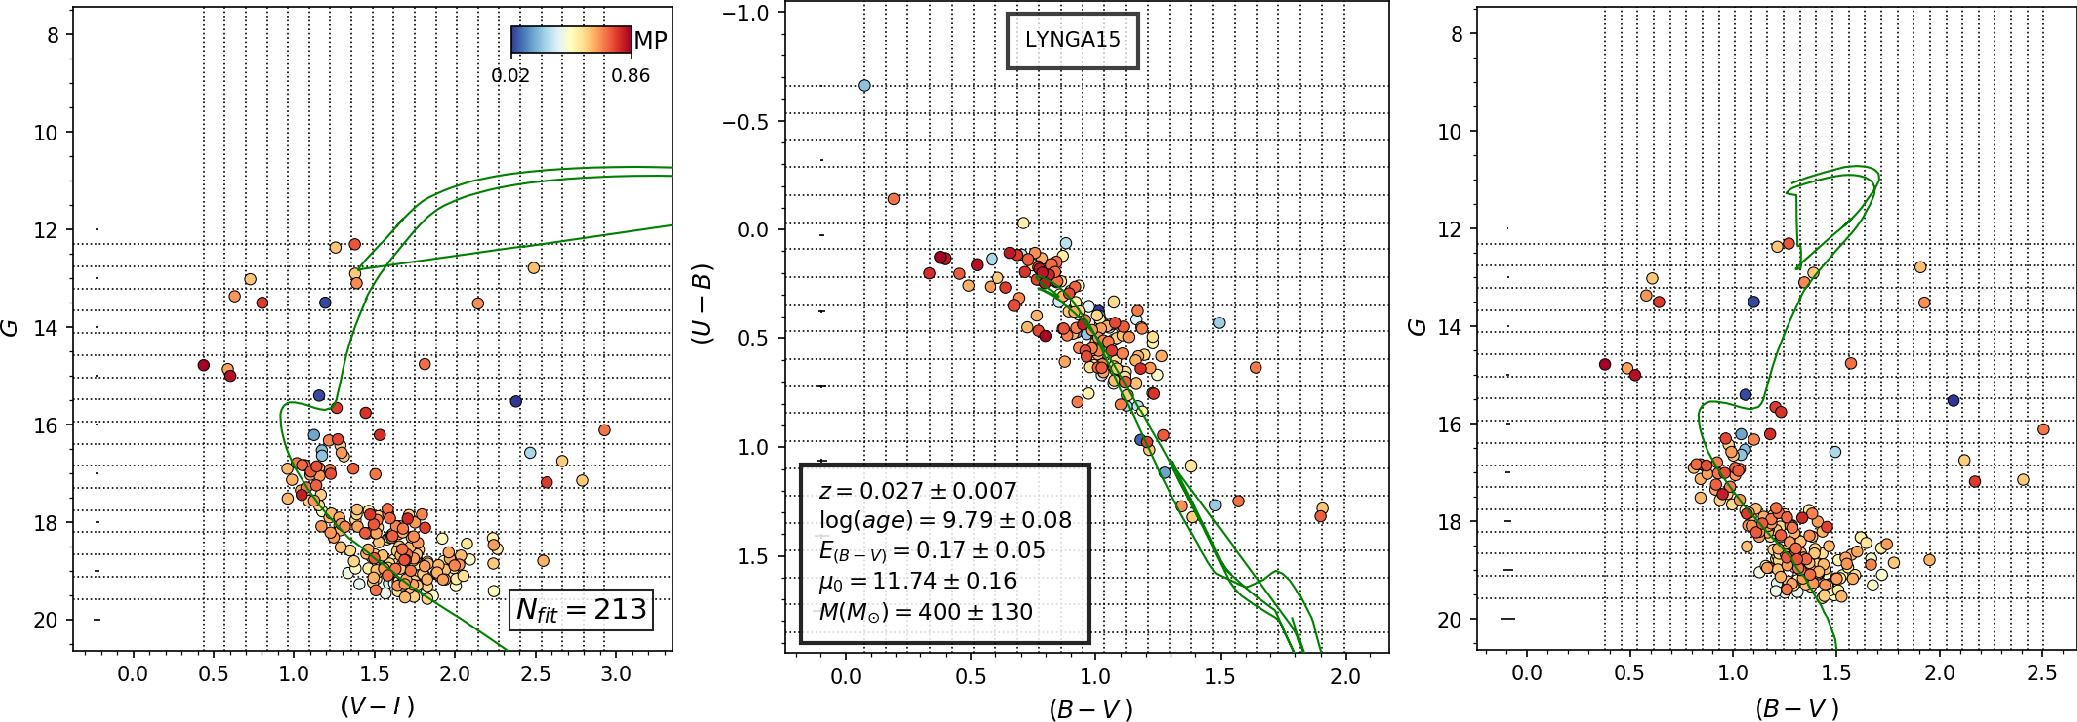 8
10
12
14
16
18
20
G
0.0 0.5 1.0 1.5 2.0 2.5 3.0
(V − I )
MP
0.02 0.86
N_fit = 213
−1.0
−0.5
0.0
0.5
1.0
1.5
(U − B)
LYNGA15
z = 0.027 ± 0.007
log(age) = 9.79 ± 0.08
E_(B−V) = 0.17 ± 0.05
μ₀ = 11.74 ± 0.16
M(M_⊙) = 400 ± 130
0.0 0.5 1.0 1.5 2.0
(B − V )
8
10
12
14
16
18
20
G
0.0 0.5 1.0 1.5 2.0 2.5
(B − V )